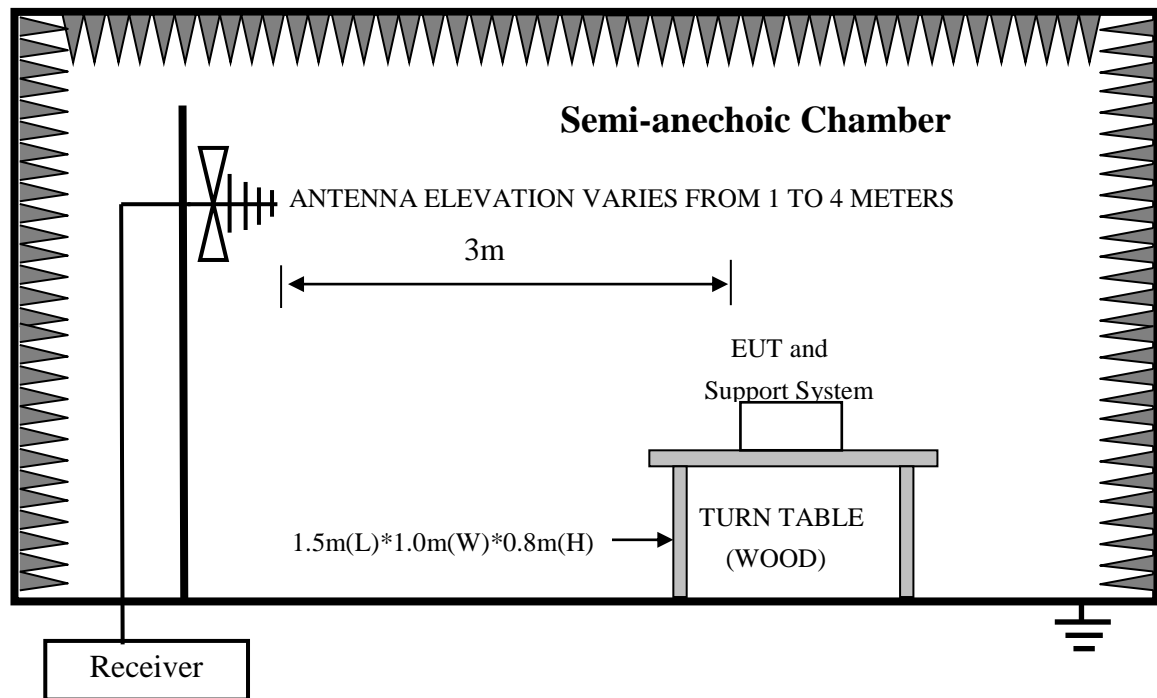 Semi-anechoic Chamber
ANTENNA ELEVATION VARIES FROM 1 TO 4 METERS
3m
EUT and
Support System
1.5m(L)*1.0m(W)*0.8m(H)
TURN TABLE
(WOOD)
Receiver